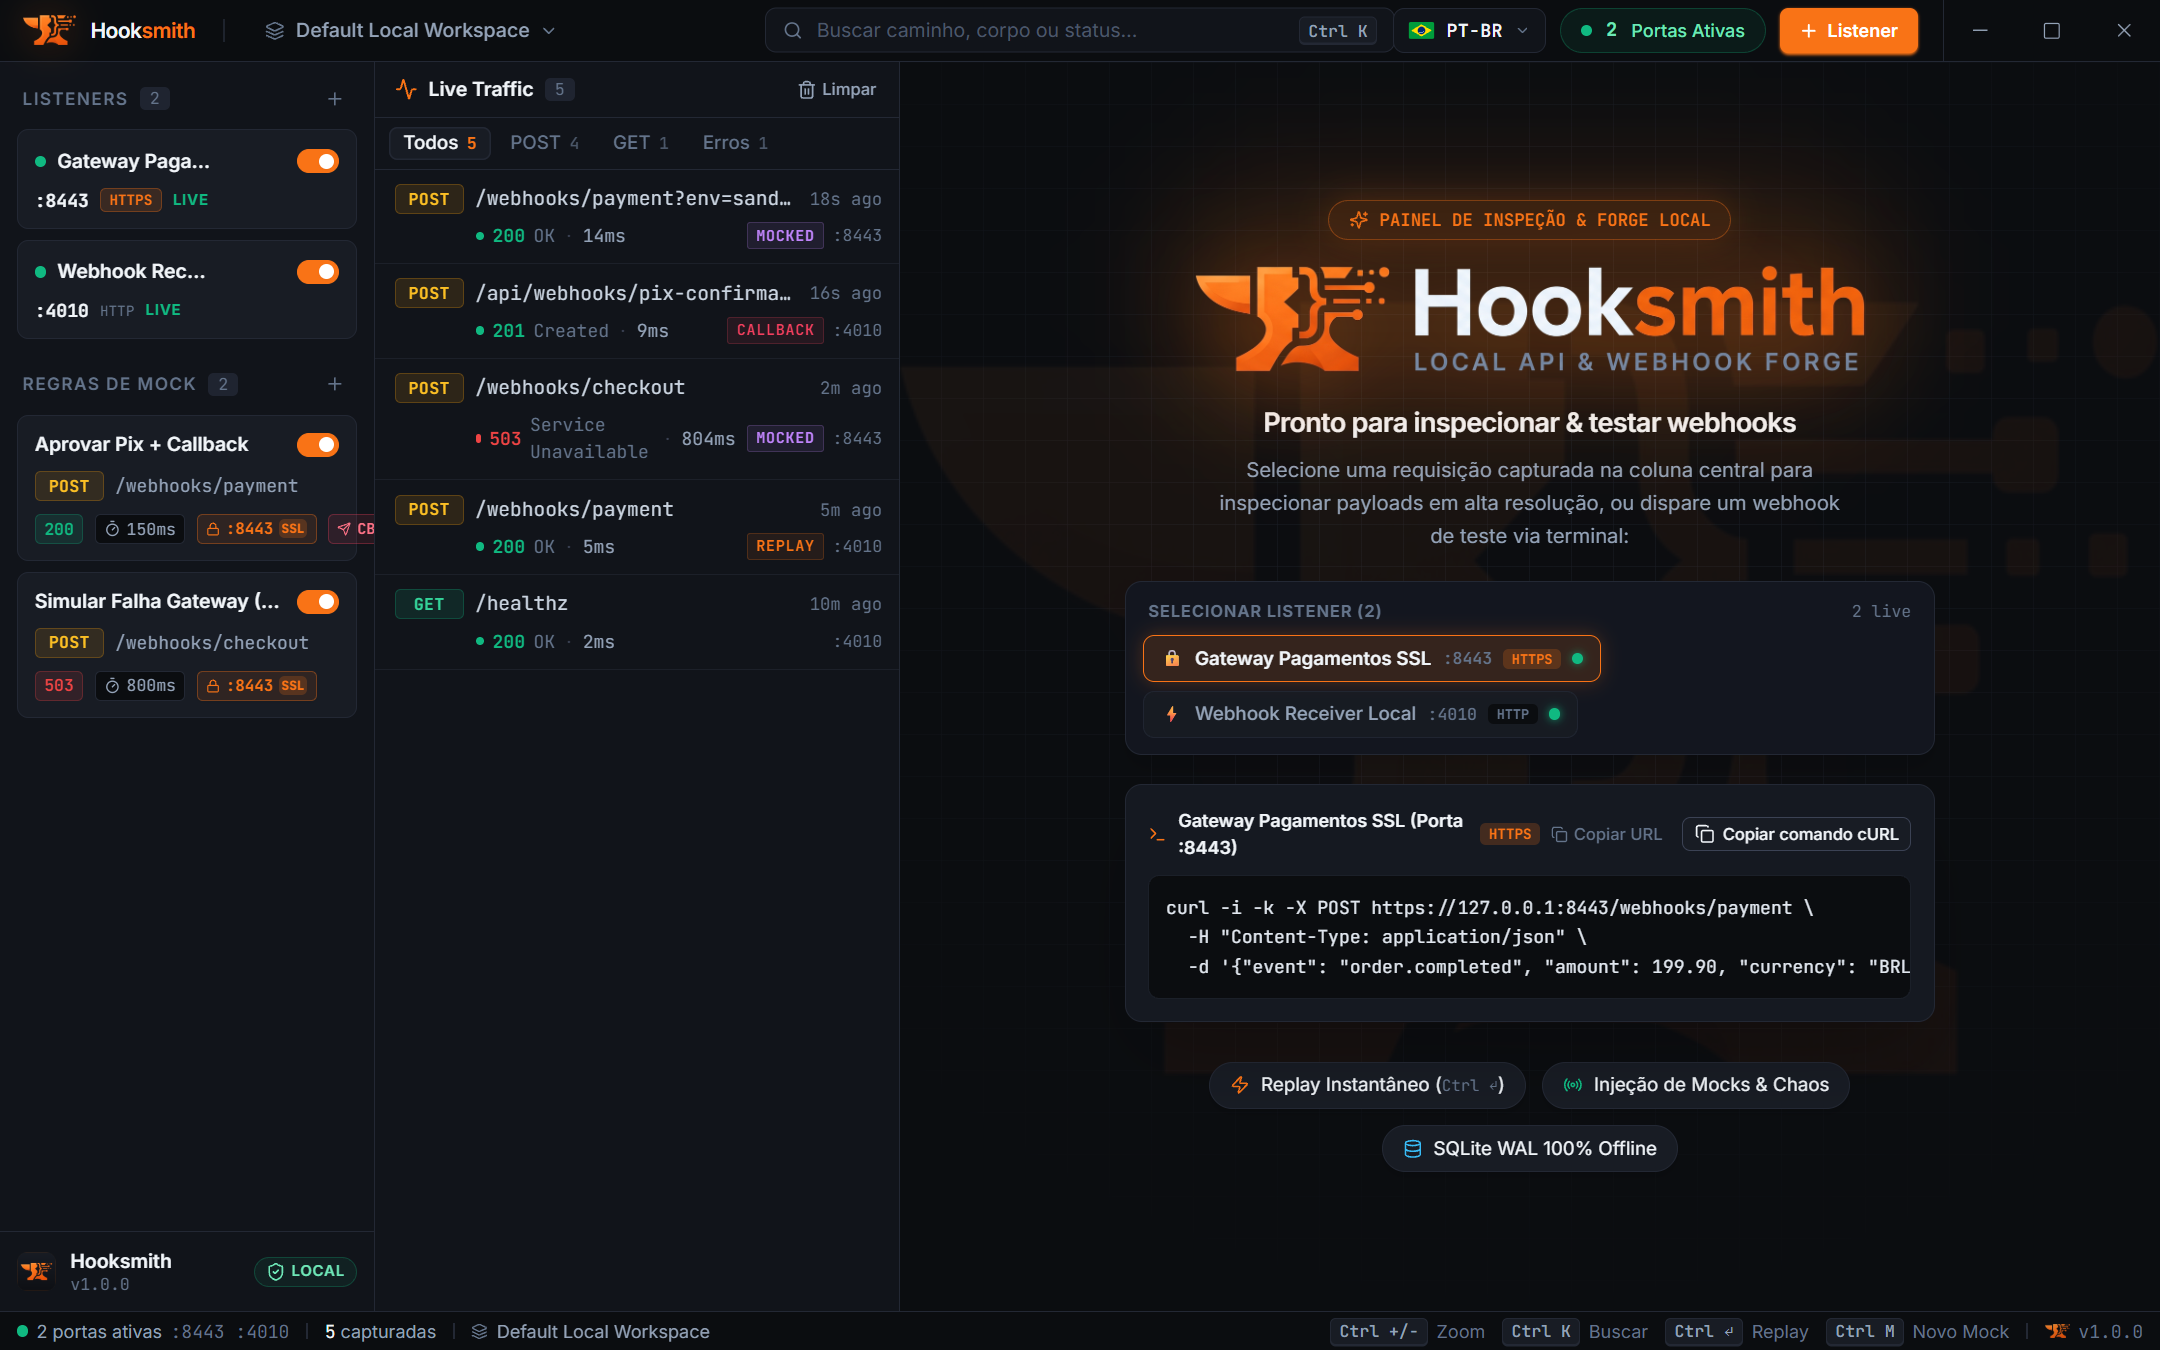 Hooksmith
Default Local Workspace
Buscar caminho, corpo ou status...
Ctrl K
PT-BR
2 Portas Ativas
+ Listener
LISTENERS 2
Gateway Paga...
:8443 HTTPS LIVE
Webhook Rec...
:4010 HTTP LIVE
REGRAS DE MOCK 2
Aprovar Pix + Callback
POST /webhooks/payment
200 150ms :8443 SSL CB
Simular Falha Gateway (...
POST /webhooks/checkout
503 800ms :8443 SSL
Hooksmith
v1.0.0
LOCAL
Live Traffic 5
Limpar
Todos 5 POST 4 GET 1 Erros 1
POST /webhooks/payment?env=sand... 18s ago
200 OK · 14ms MOCKED :8443
POST /api/webhooks/pix-confirma... 16s ago
201 Created · 9ms CALLBACK :4010
POST /webhooks/checkout 2m ago
503 Service Unavailable · 804ms MOCKED :8443
POST /webhooks/payment 5m ago
200 OK · 5ms REPLAY :4010
GET /healthz 10m ago
200 OK · 2ms :4010
PAINEL DE INSPEÇÃO & FORGE LOCAL
Hooksmith
LOCAL API & WEBHOOK FORGE
Pronto para inspecionar & testar webhooks
Selecione uma requisição capturada na coluna central para
inspecionar payloads em alta resolução, ou dispare um webhook
de teste via terminal:
SELECIONAR LISTENER (2) 2 live
Gateway Pagamentos SSL :8443 HTTPS
Webhook Receiver Local :4010 HTTP
Gateway Pagamentos SSL (Porta
:8443)
HTTPS Copiar URL Copiar comando cURL
curl -i -k -X POST https://127.0.0.1:8443/webhooks/payment \
-H "Content-Type: application/json" \
-d '{"event": "order.completed", "amount": 199.90, "currency": "BRL
Replay Instantâneo (Ctrl ↵)
Injeção de Mocks & Chaos
SQLite WAL 100% Offline
2 portas ativas :8443 :4010 5 capturadas Default Local Workspace
Ctrl +/- Zoom Ctrl K Buscar Ctrl ↵ Replay Ctrl M Novo Mock v1.0.0